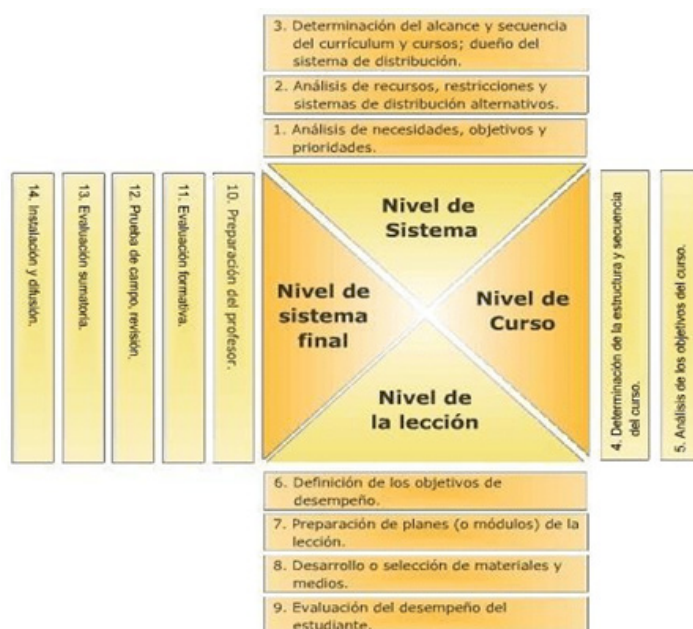 3. Determinación del alcance y secuencia
del currículum y cursos; dueño del
sistema de distribución.
2. Análisis de recursos, restricciones y
sistemas de distribución alternativos.
1. Análisis de necesidades, objetivos y
prioridades.
14. Instalación y difusión.
13. Evaluación sumatoria.
12. Prueba de campo, revisión.
11. Evaluación formativa.
10. Preparación del profesor.
Nivel de
Sistema
Nivel de
sistema
final
Nivel de
Curso
Nivel de
la lección
4. Determinación de la estructura y secuencia
del curso.
5. Análisis de los objetivos del curso.
6. Definición de los objetivos de
desempeño.
7. Preparación de planes (o módulos) de la
lección.
8. Desarrollo o selección de materiales y
medios.
9. Evaluación del desempeño del
estudiante.